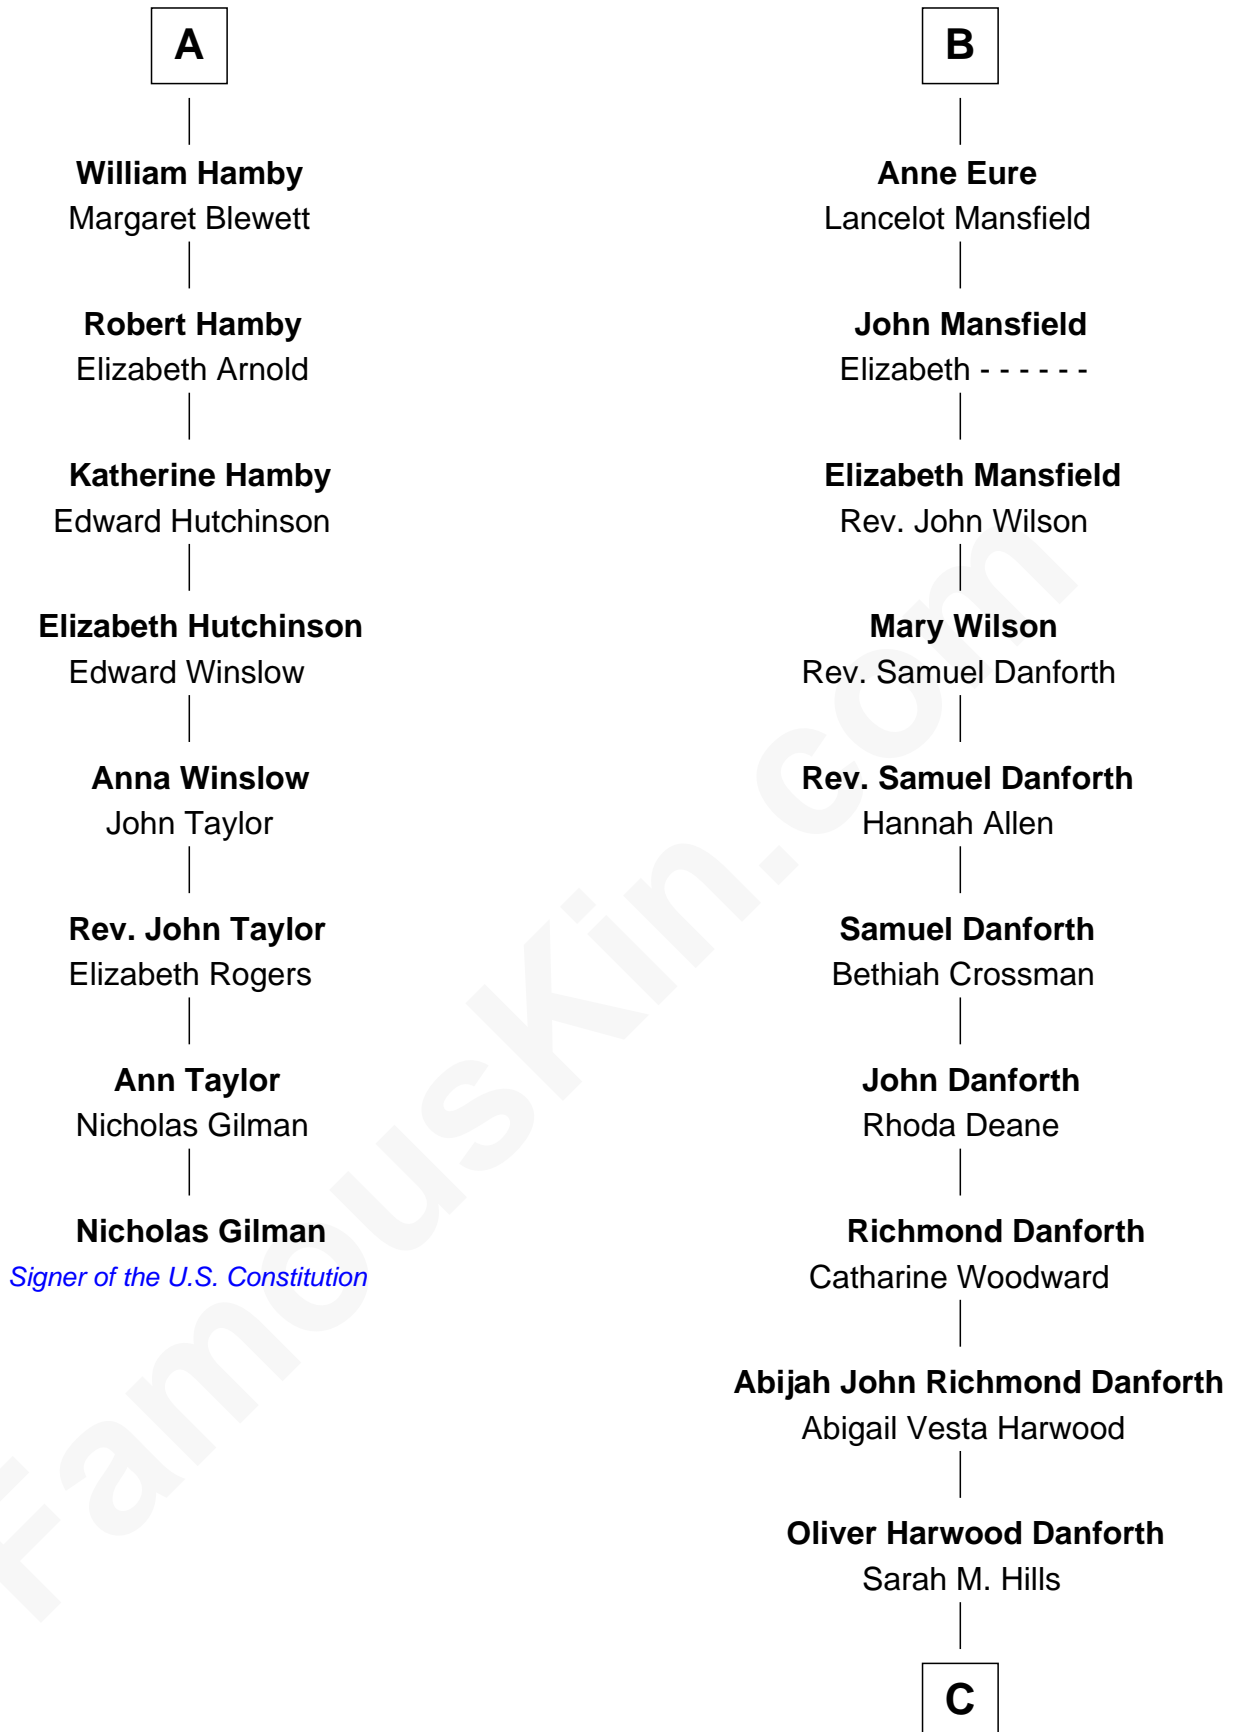 A
William Hamby
Margaret Blewett
Robert Hamby
Elizabeth Arnold
Katherine Hamby
Edward Hutchinson
Elizabeth Hutchinson
Edward Winslow
Anna Winslow
John Taylor
Rev. John Taylor
Elizabeth Rogers
Ann Taylor
Nicholas Gilman
Nicholas Gilman
Signer of the U.S. Constitution
B
Anne Eure
Lancelot Mansfield
John Mansfield
Elizabeth - - - - - -
Elizabeth Mansfield
Rev. John Wilson
Mary Wilson
Rev. Samuel Danforth
Rev. Samuel Danforth
Hannah Allen
Samuel Danforth
Bethiah Crossman
John Danforth
Rhoda Deane
Richmond Danforth
Catharine Woodward
Abijah John Richmond Danforth
Abigail Vesta Harwood
Oliver Harwood Danforth
Sarah M. Hills
C
FamousKin.com